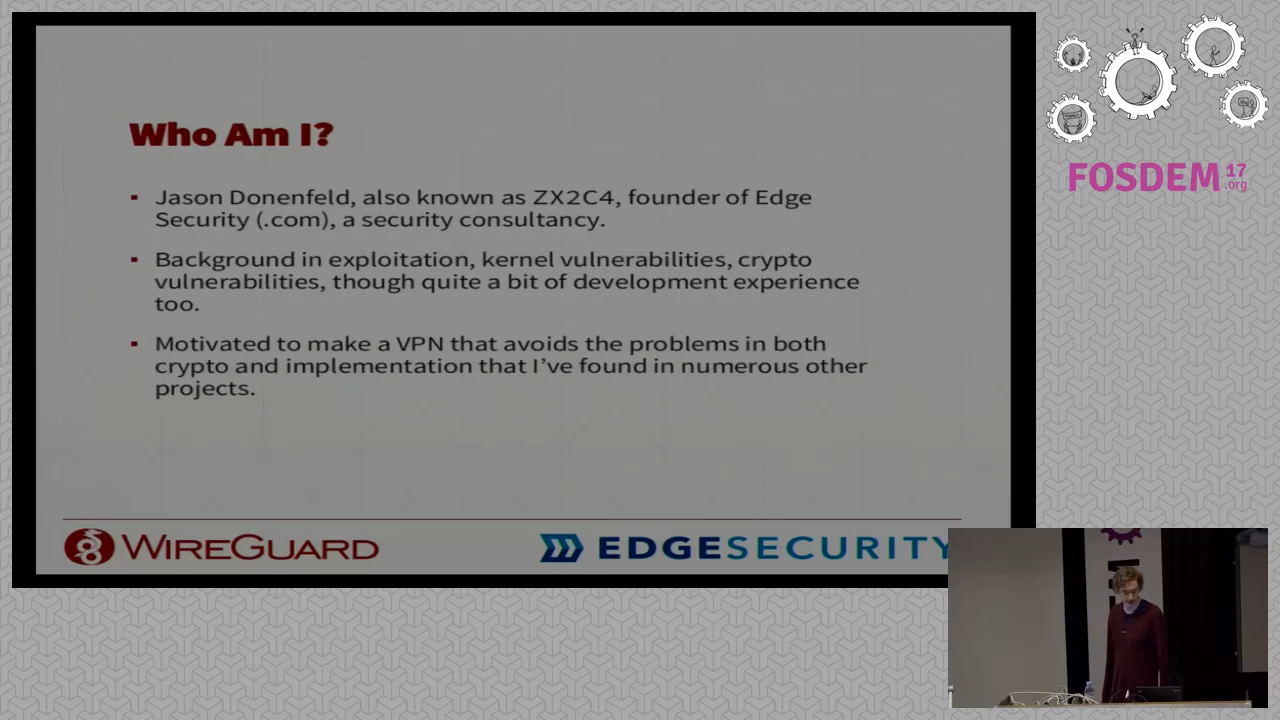 Who Am I?
▪ Jason Donenfeld, also known as ZX2C4, founder of Edge
Security (.com), a security consultancy.
▪ Background in exploitation, kernel vulnerabilities, crypto
vulnerabilities, though quite a bit of development experience
too.
▪ Motivated to make a VPN that avoids the problems in both
crypto and implementation that I’ve found in numerous other
projects.
WIREGUARD
EDGESECURITY
FOSDEM 17
.org